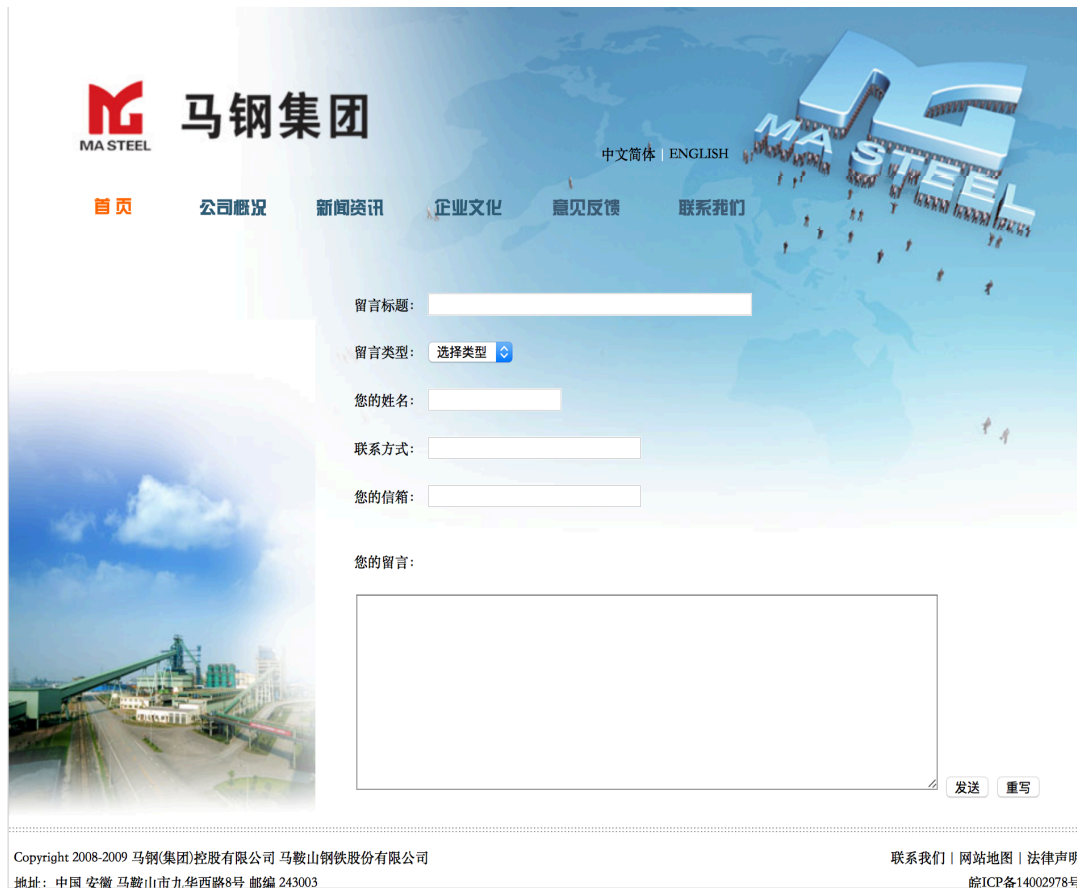 MA STEEL
马钢集团
MA STEEL
中文简体 | ENGLISH
首页 公司概况 新闻资讯 企业文化 意见反馈 联系我们
留言标题：
留言类型： 选择类型
您的姓名：
联系方式：
您的信箱：
您的留言：
发送 重写
Copyright 2008-2009 马钢(集团)控股有限公司 马鞍山钢铁股份有限公司 联系我们 | 网站地图 | 法律声明
地址：中国 安徽 马鞍山市九华西路8号 邮编 243003 皖ICP备14002978号